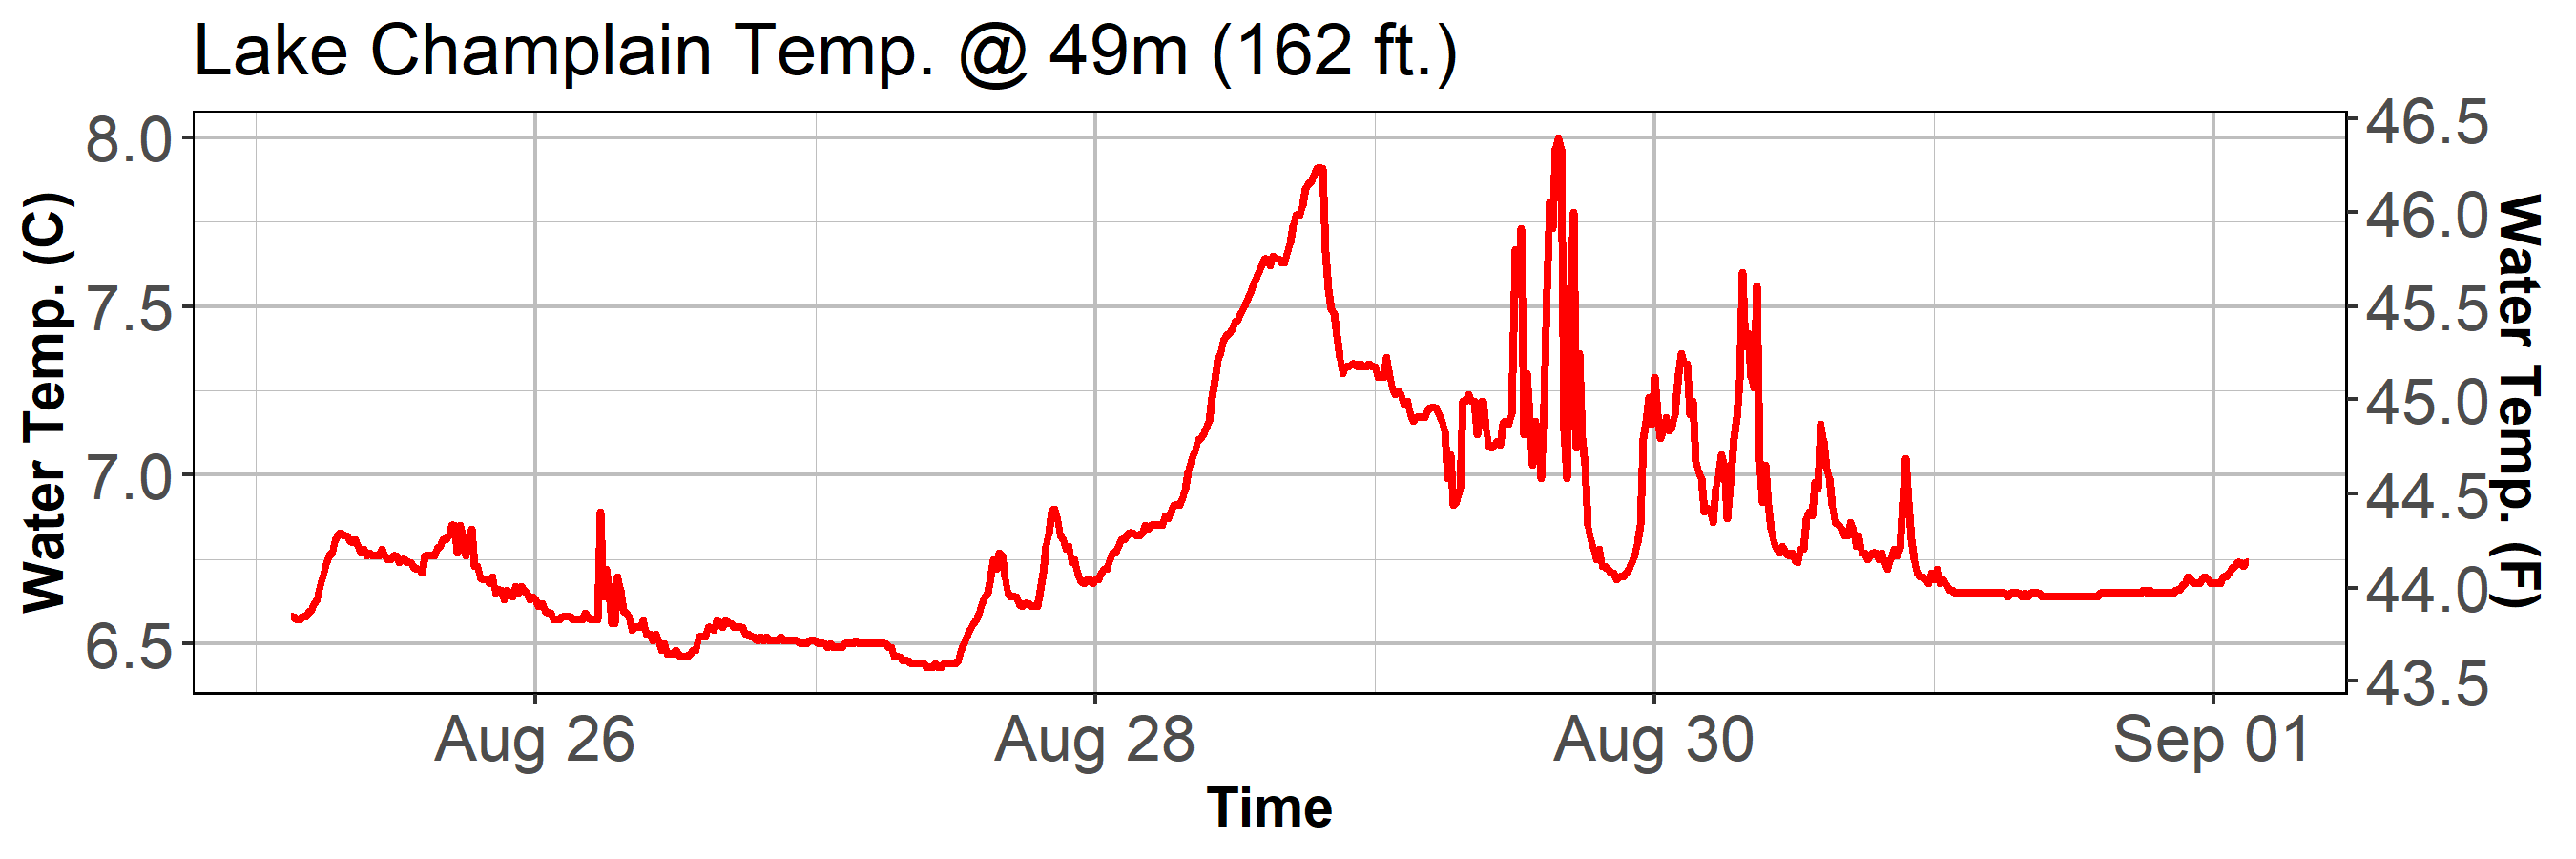 Lake Champlain Temp. @ 49m (162 ft.)
Water Temp. (C)
8.0
7.5
7.0
6.5
46.5
46.0
45.5
45.0
44.5
44.0
43.5
Water Temp. (F)
Aug 26
Aug 28
Aug 30
Sep 01
Time